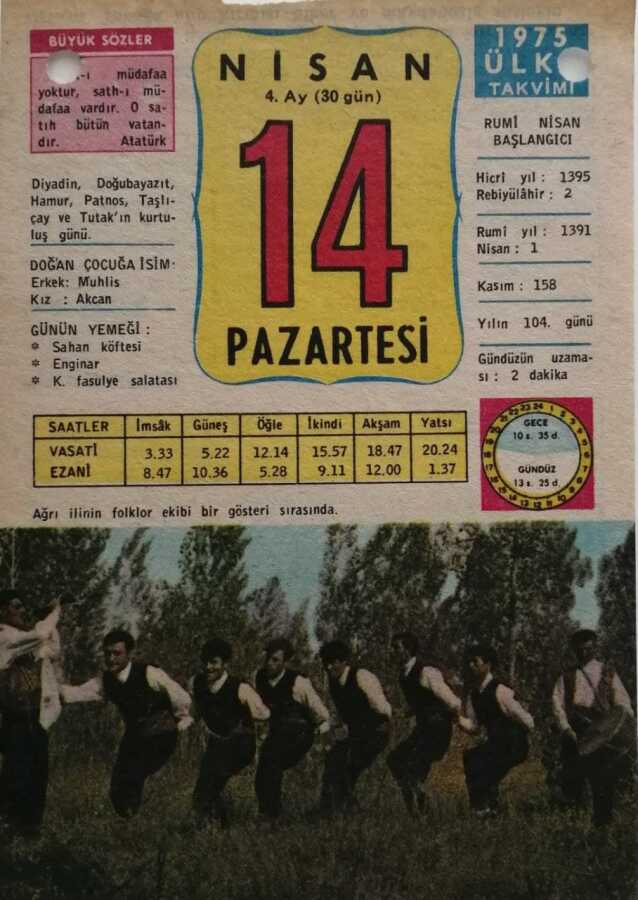 BÜYÜK SÖZLER
müdafaa
yoktur, sath-ı mü-
dafaa vardır. O sa-
tıh bütün vatan-
dır. Atatürk
Diyadin, Doğubayazıt,
Hamur, Patnos, Taşlı-
çay ve Tutak'ın kurtu-
luş günü.
DOĞAN ÇOCUĞA İSİM:
Erkek: Muhlis
Kız : Akcan
GÜNÜN YEMEĞİ :
* Sahan köftesi
* Enginar
* K. fasulye salatası
NİSAN
4. Ay (30 gün)
14
PAZARTESİ
1975
ÜLK
TAKVİMİ
RUMİ NİSAN
BAŞLANGICI
Hicri yıl : 1395
Rebiyülâhir : 2
Rumi yıl : 1391
Nisan : 1
Kasım : 158
Yılın 104. günü
Gündüzün uzama-
sı : 2 dakika
SAATLER İmsâk Güneş Öğle İkindi Akşam Yatsı
VASATİ 3.33 5.22 12.14 15.57 18.47 20.24
EZANİ 8.47 10.36 5.28 9.11 12.00 1.37
GECE
10 s. 35 d.
GÜNDÜZ
13 s. 25 d.
Ağrı ilinin folklor ekibi bir gösteri sırasında.